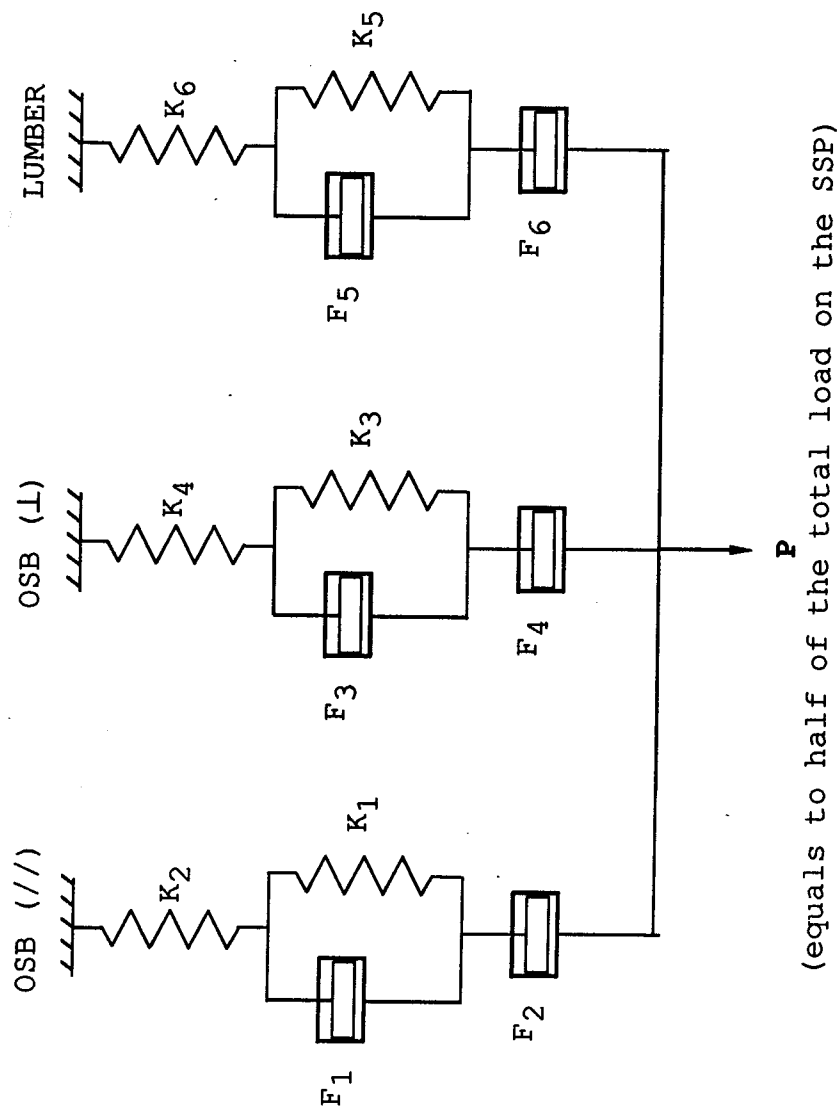 OSB (//)
OSB (⊥)
LUMBER
K2
K4
K6
F1
K1
F3
K3
F5
K5
F2
F4
F6
P
(equals to half of the total load on the SSP)